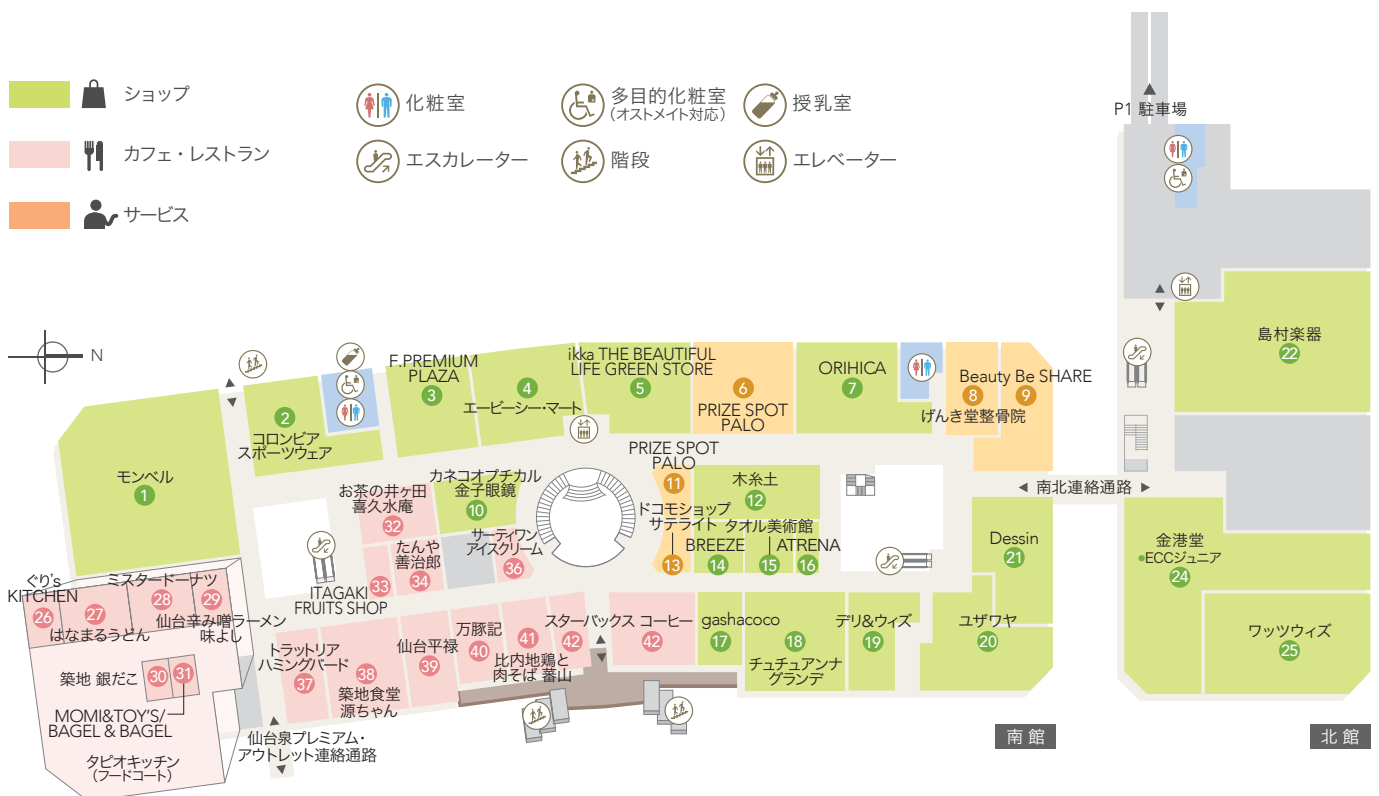 ショップ
カフェ・レストラン
サービス
化粧室
エスカレーター
多目的化粧室
（オストメイト対応）
階段
授乳室
エレベーター
N
P1 駐車場
モンベル
1
2
コロンビア
スポーツウェア
F.PREMIUM
PLAZA
3
4
エービーシー・マート
ikka THE BEAUTIFUL
LIFE GREEN STORE
5
6
PRIZE SPOT
PALO
ORIHICA
7
Beauty Be SHARE
8
9
げんき堂整骨院
カネコオプチカル
金子眼鏡
10
PRIZE SPOT
PALO
11
木糸土
12
ドコモショップ
サテライト
13
BREEZE
14
タオル美術館
15
ATRENA
16
gashacoco
17
18
チュチュアンナ
グランデ
デリ&ウィズ
19
ユザワヤ
20
Dessin
21
南北連絡通路
島村楽器
22
金港堂
ECCジュニア
24
ワッツウィズ
25
ぐり's
KITCHEN
26
27
はなまるうどん
ミスタードーナツ
28
29
仙台辛み噌ラーメン
味よし
築地 銀だこ
30
31
MOMI&TOY'S/
BAGEL & BAGEL
タピオキッチン
（フードコート）
お茶の井ヶ田
喜久水庵
32
33
ITAGAKI
FRUITS SHOP
たんや
善治郎
34
サーティワン
アイスクリーム
36
トラットリア
ハミングバード
37
38
築地食堂
源ちゃん
仙台平禄
39
万豚記
40
41
比内地鶏と
肉そば 蕃山
スターバックス コーヒー
42
42
仙台泉プレミアム・
アウトレット連絡通路
南館
北館